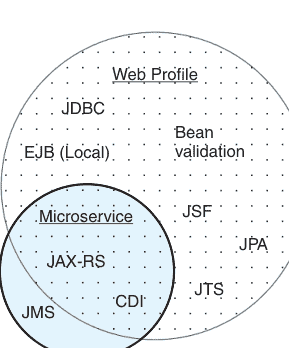 Web Profile
JDBC
Bean
validation
EJB (Local)
JSF
Microservice
JPA
JAX-RS
JTS
CDI
JMS